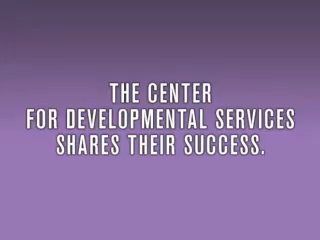 THE CENTER
FOR DEVELOPMENTAL SERVICES
SHARES THEIR SUCCESS.